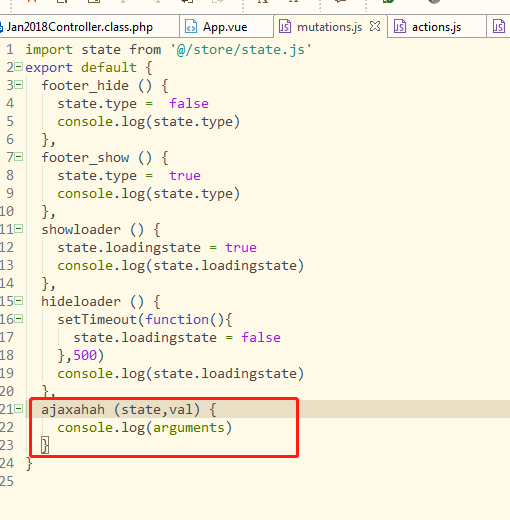 Jan2018Controller.class.php App.vue mutations.js actions.js
1 import state from '@/store/state.js'
2 export default {
3 footer_hide () {
4 state.type =  false
5 console.log(state.type)
6 },
7 footer_show () {
8 state.type =  true
9 console.log(state.type)
10 },
11 showloader () {
12 state.loadingstate = true
13 console.log(state.loadingstate)
14 },
15 hideloader () {
16 setTimeout(function(){
17 state.loadingstate = false
18 },500)
19 console.log(state.loadingstate)
20 },
21 ajaxahah (state,val) {
22 console.log(arguments)
23 }
24 }
25